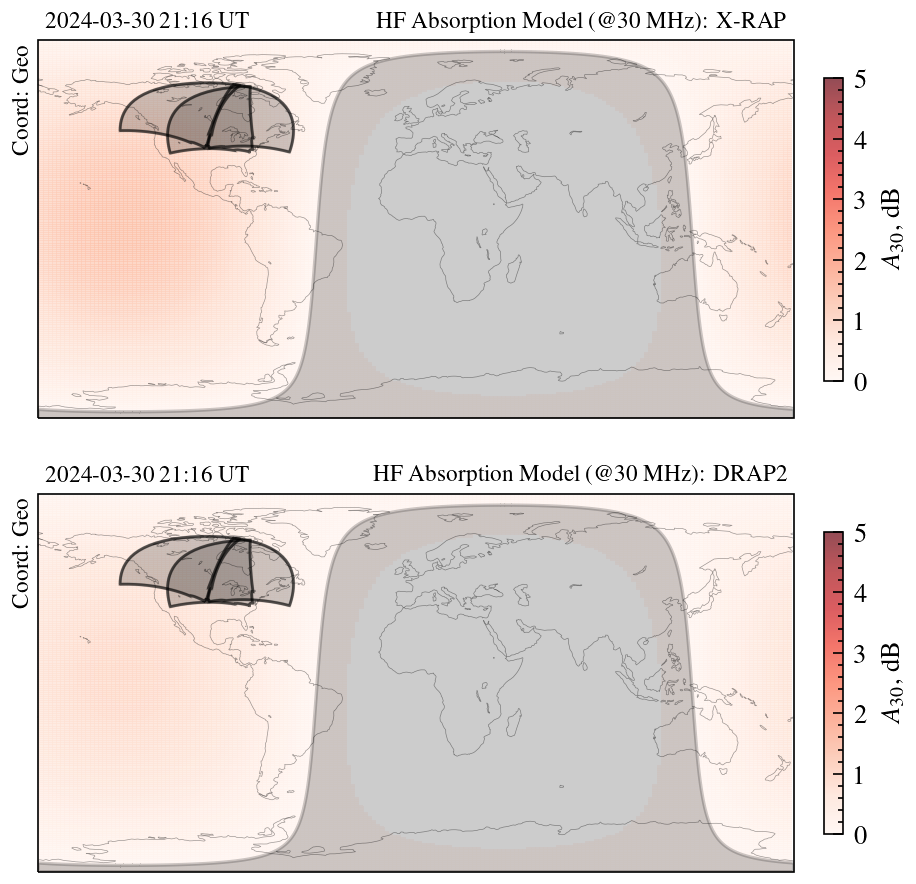 2024-03-30 21:16 UT
HF Absorption Model (@30 MHz): X-RAP
Coord: Geo
5
4
3
2
1
0
A30, dB
2024-03-30 21:16 UT
HF Absorption Model (@30 MHz): DRAP2
Coord: Geo
5
4
3
2
1
0
A30, dB